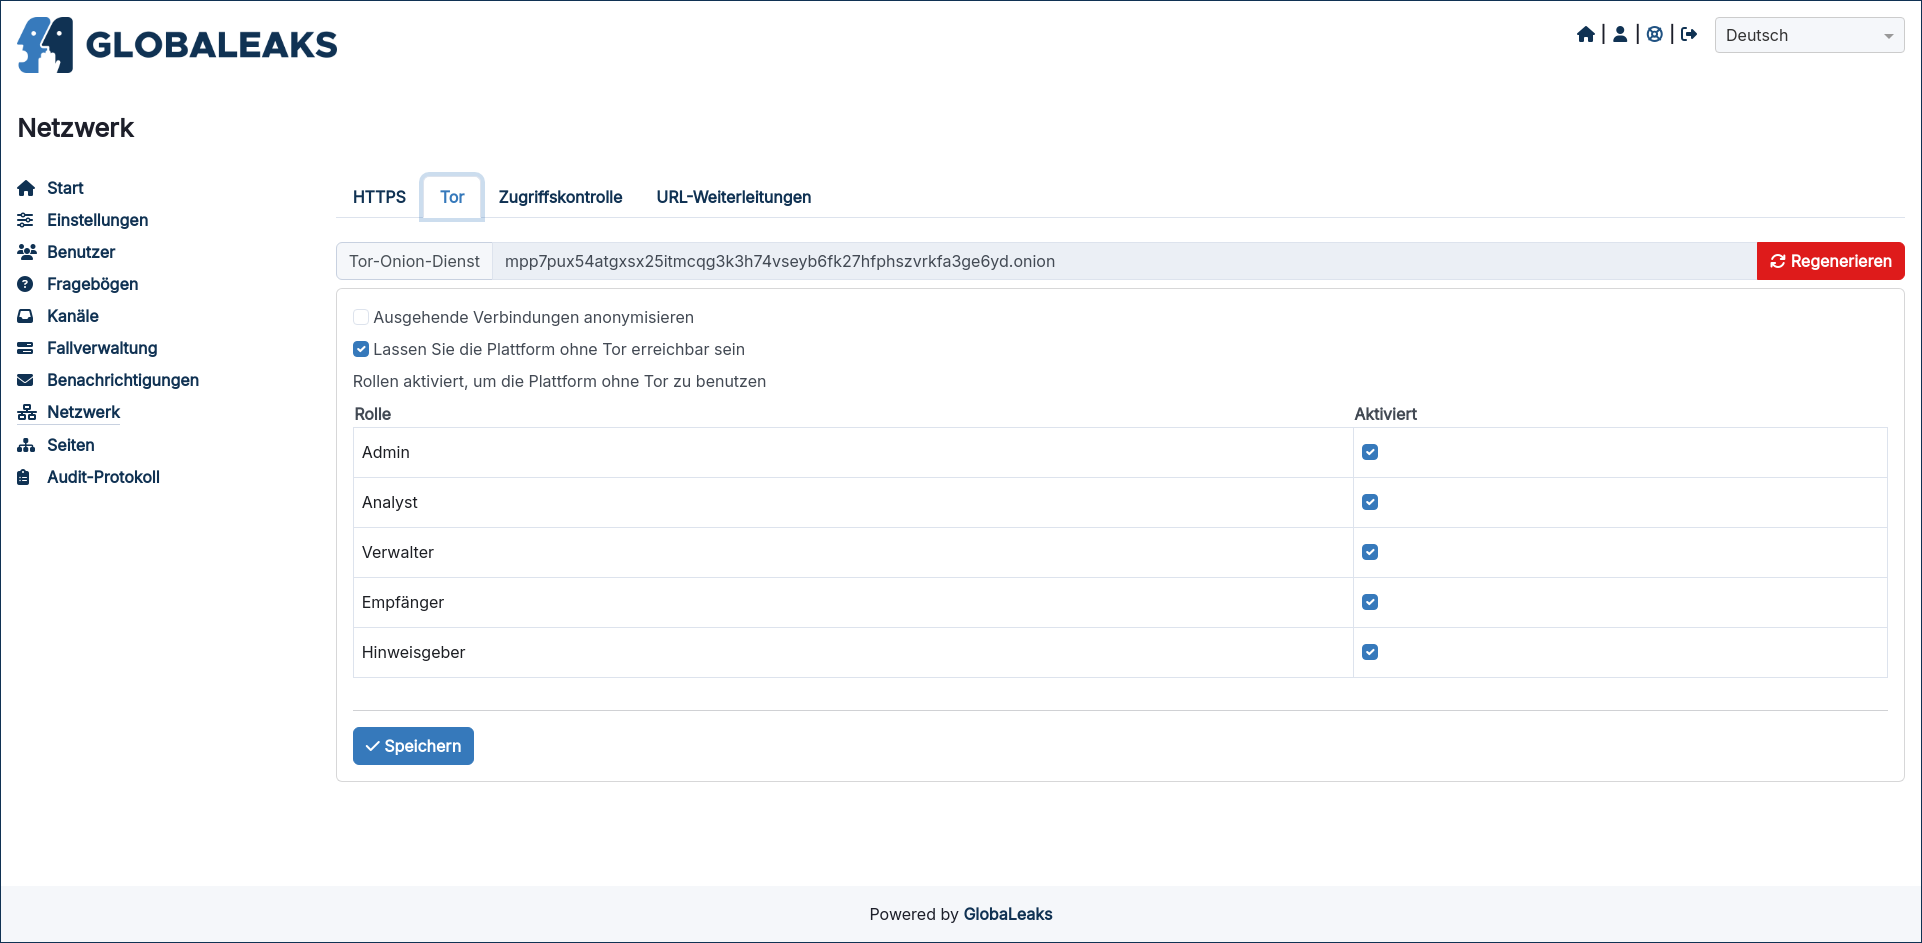 GLOBALEAKS
Deutsch
Netzwerk
Start
Einstellungen
Benutzer
Fragebögen
Kanäle
Fallverwaltung
Benachrichtigungen
Netzwerk
Seiten
Audit-Protokoll
HTTPS Tor Zugriffskontrolle URL-Weiterleitungen
Tor-Onion-Dienst mpp7pux54atgxsx25itmcqg3k3h74vseyb6fk27hfphszvrkfa3ge6yd.onion Regenerieren
Ausgehende Verbindungen anonymisieren
Lassen Sie die Plattform ohne Tor erreichbar sein
Rollen aktiviert, um die Plattform ohne Tor zu benutzen
Rolle Aktiviert
Admin
Analyst
Verwalter
Empfänger
Hinweisgeber
Speichern
Powered by GlobaLeaks